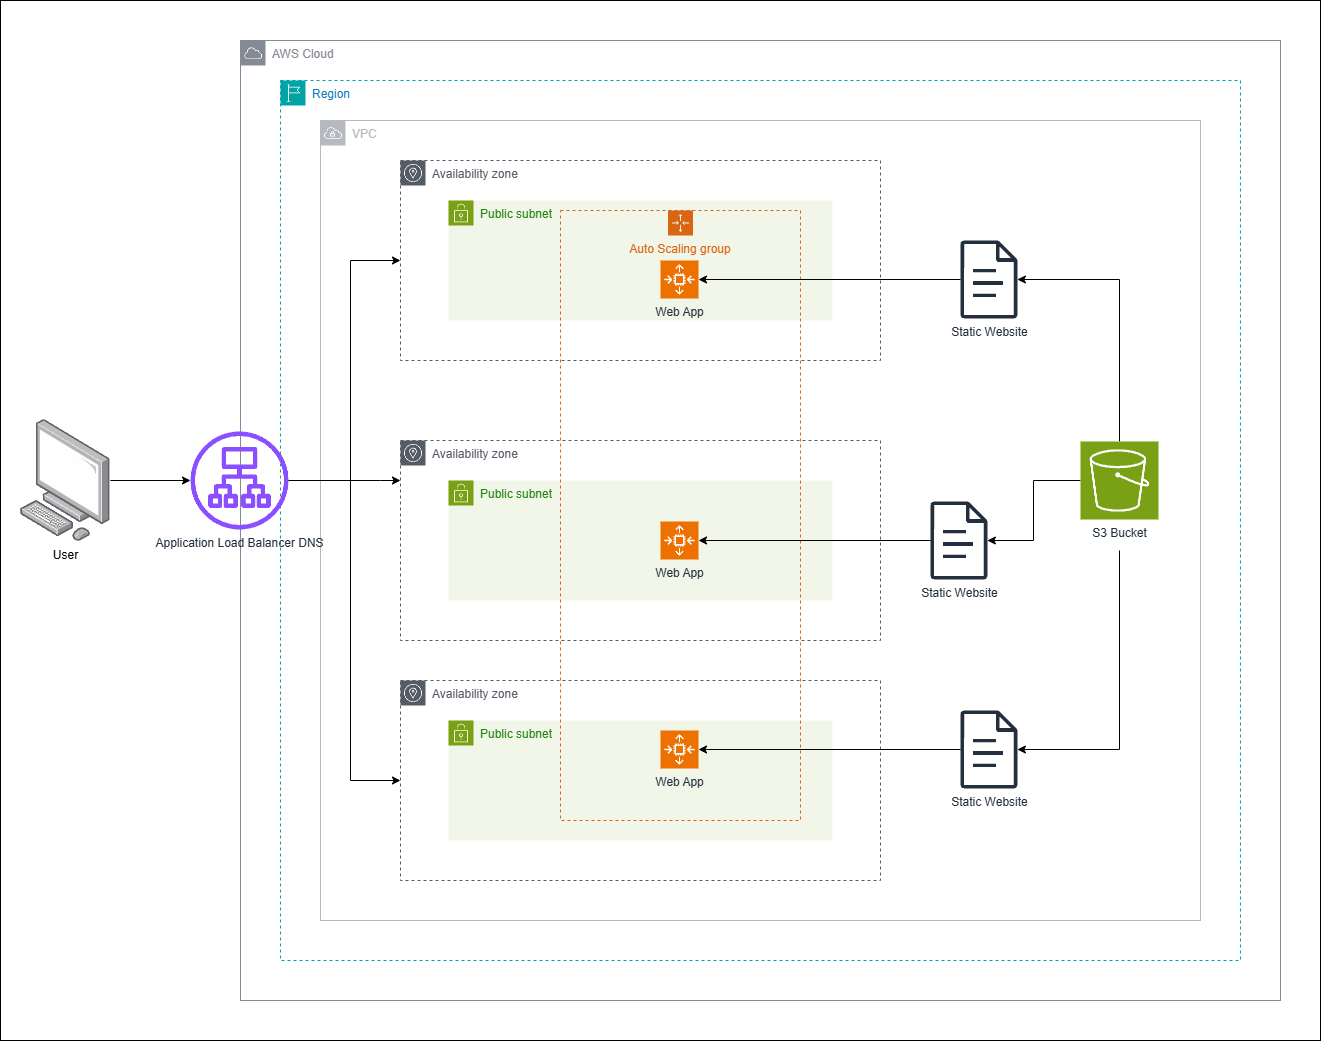 AWS Cloud
Region
VPC
Availability zone
Public subnet
Auto Scaling group
Web App
Static Website
Availability zone
Public subnet
Web App
Static Website
S3 Bucket
User
Application Load Balancer DNS
Availability zone
Public subnet
Web App
Static Website